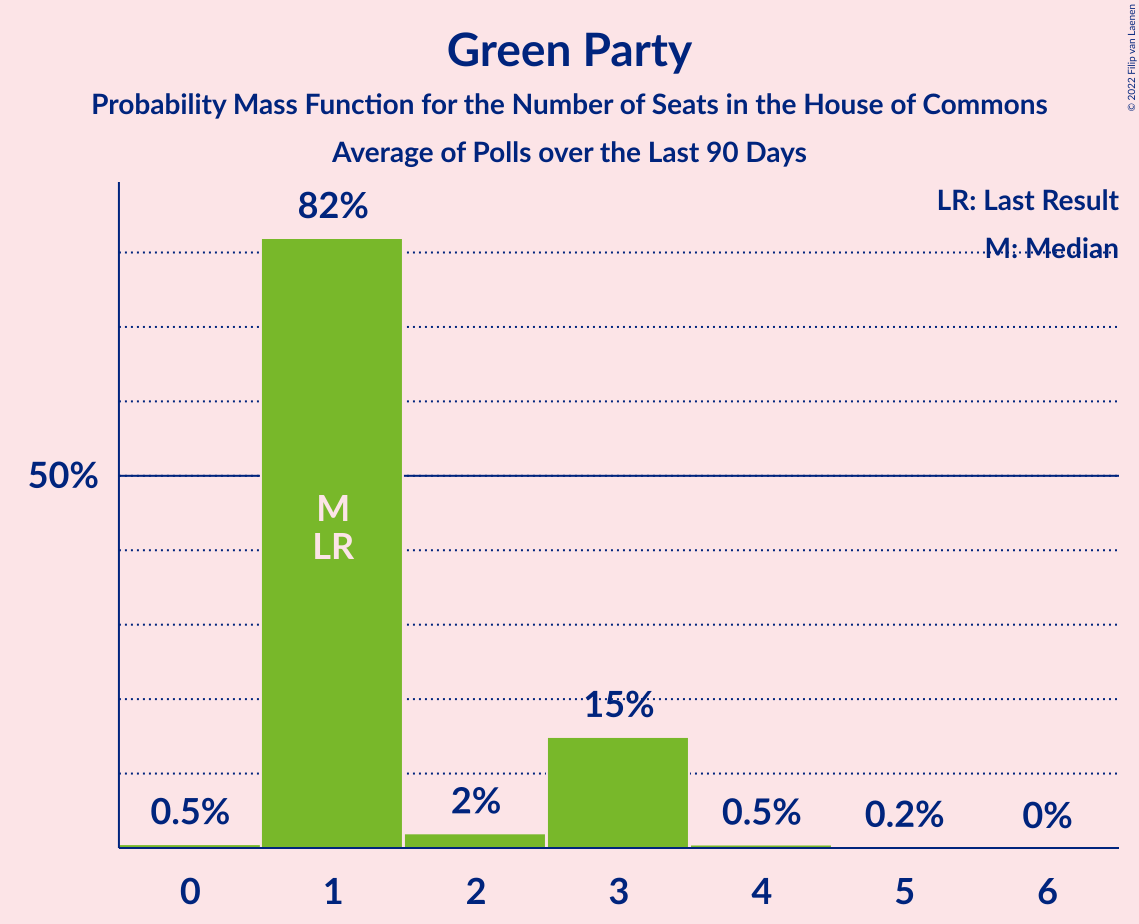 Green Party
Probability Mass Function for the Number of Seats in the House of Commons
Average of Polls over the Last 90 Days
© 2022 Filip van Laenen
LR: Last Result
M: Median
82%
50%
M
LR
15%
0.5%
2%
0.5%
0.2%
0%
0 1 2 3 4 5 6